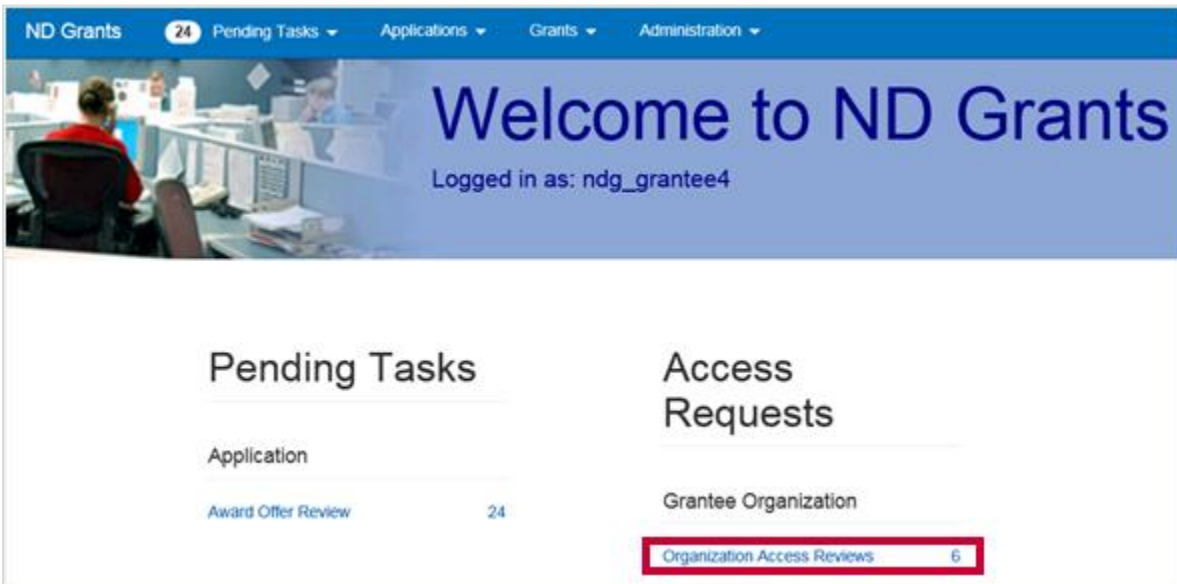 ND Grants 24 Pending Tasks Applications Grants Administration
Welcome to ND Grants
Logged in as: ndg_grantee4
Pending Tasks
Application
Award Offer Review 24
Access
Requests
Grantee Organization
Organization Access Reviews 6